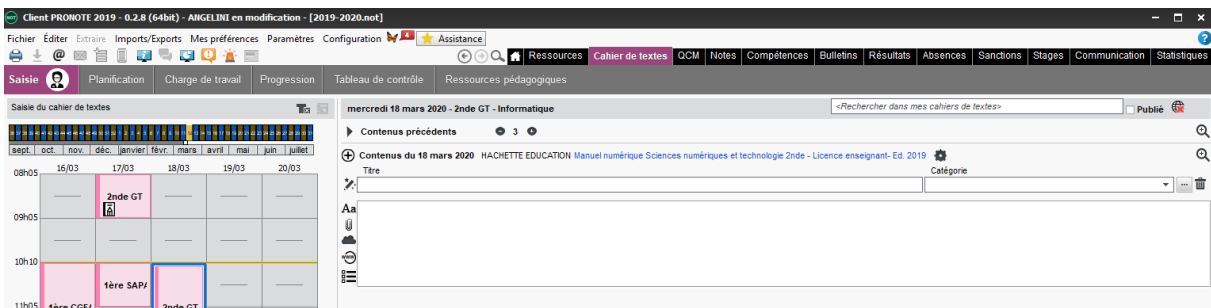 Client PRONOTE 2019 - 0.2.8 (64bit) - ANGELINI en modification - [2019-2020.not]
Fichier Éditer Extraire Imports/Exports Mes préférences Paramètres Configuration Assistance
Ressources Cahier de textes QCM Notes Compétences Bulletins Résultats Absences Sanctions Stages Communication Statistiques
Saisie Planification Charge de travail Progression Tableau de contrôle Ressources pédagogiques
Saisie du cahier de textes
sept. oct. nov. déc. janvier févr. mars avril mai juin juillet
16/03 17/03 18/03 19/03 20/03
08h05
2nde GT
09h05
10h10
1ère SAPA
11h05
2nde GT
mercredi 18 mars 2020 - 2nde GT - Informatique
<Rechercher dans mes cahiers de textes>
Publié
Contenus précédents 3
Contenus du 18 mars 2020 HACHETTE EDUCATION Manuel numérique Sciences numériques et technologie 2nde - Licence enseignant- Ed. 2019
Titre Catégorie
Aa
www